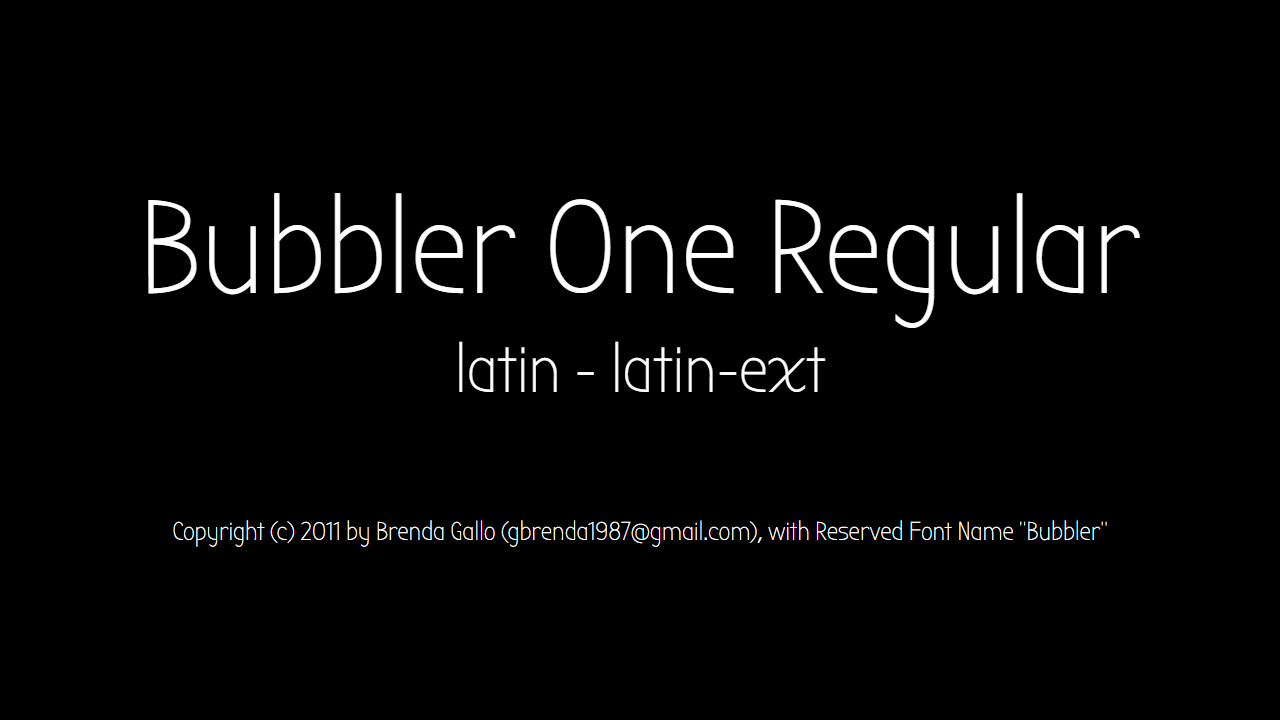 Bubbler One Regular
latin - latin-ext
Copyright (c) 2011 by Brenda Gallo (gbrenda1987@gmail.com), with Reserved Font Name "Bubbler"